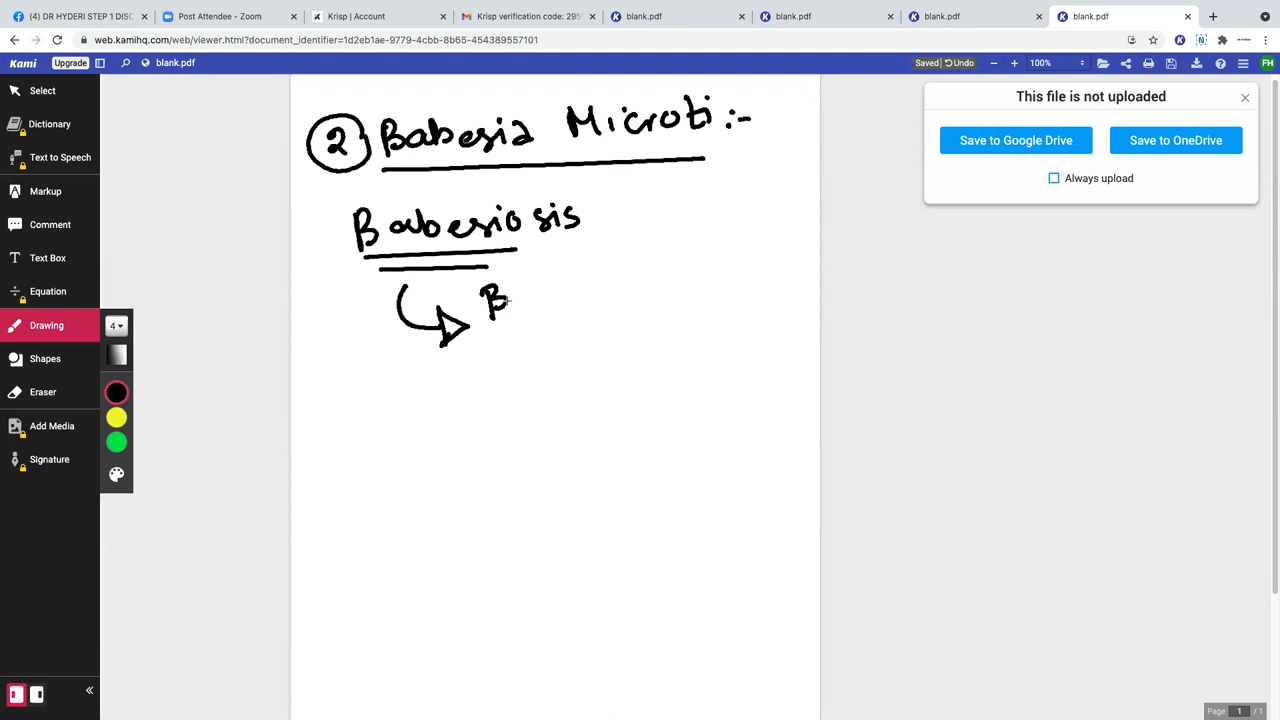 (4) DR HYDERI STEP 1 DISC
Post Attendee - Zoom
Krisp | Account
Krisp verification code: 295
blank.pdf
blank.pdf
blank.pdf
blank.pdf
web.kamihq.com/web/viewer.html?document_identifier=1d2eb1ae-9779-4cbb-8b65-454389557101
Kami Upgrade blank.pdf Saved Undo 100% FH
Select
Dictionary
Text to Speech
Markup
Comment
Text Box
Equation
Drawing
Shapes
Eraser
Add Media
Signature
4
② Babesia Microti :-
Babesiosis
B
This file is not uploaded
Save to Google Drive Save to OneDrive
Always upload
Page 1 / 1